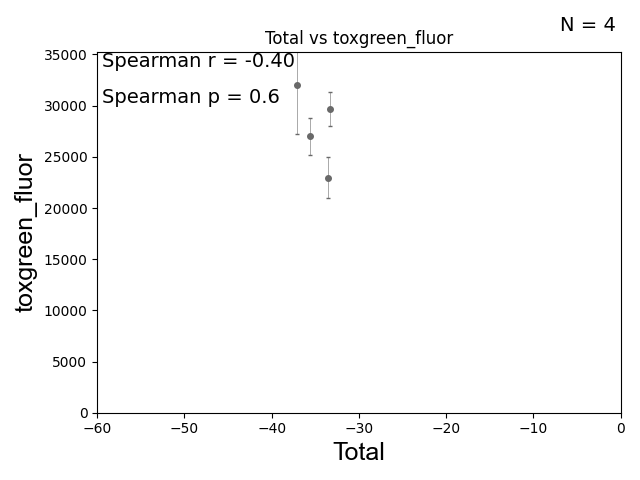 N = 4
Total vs toxgreen_fluor
Spearman r = -0.40
Spearman p = 0.6
toxgreen_fluor
35000
30000
25000
20000
15000
10000
5000
0
−60 −50 −40 −30 −20 −10 0
Total